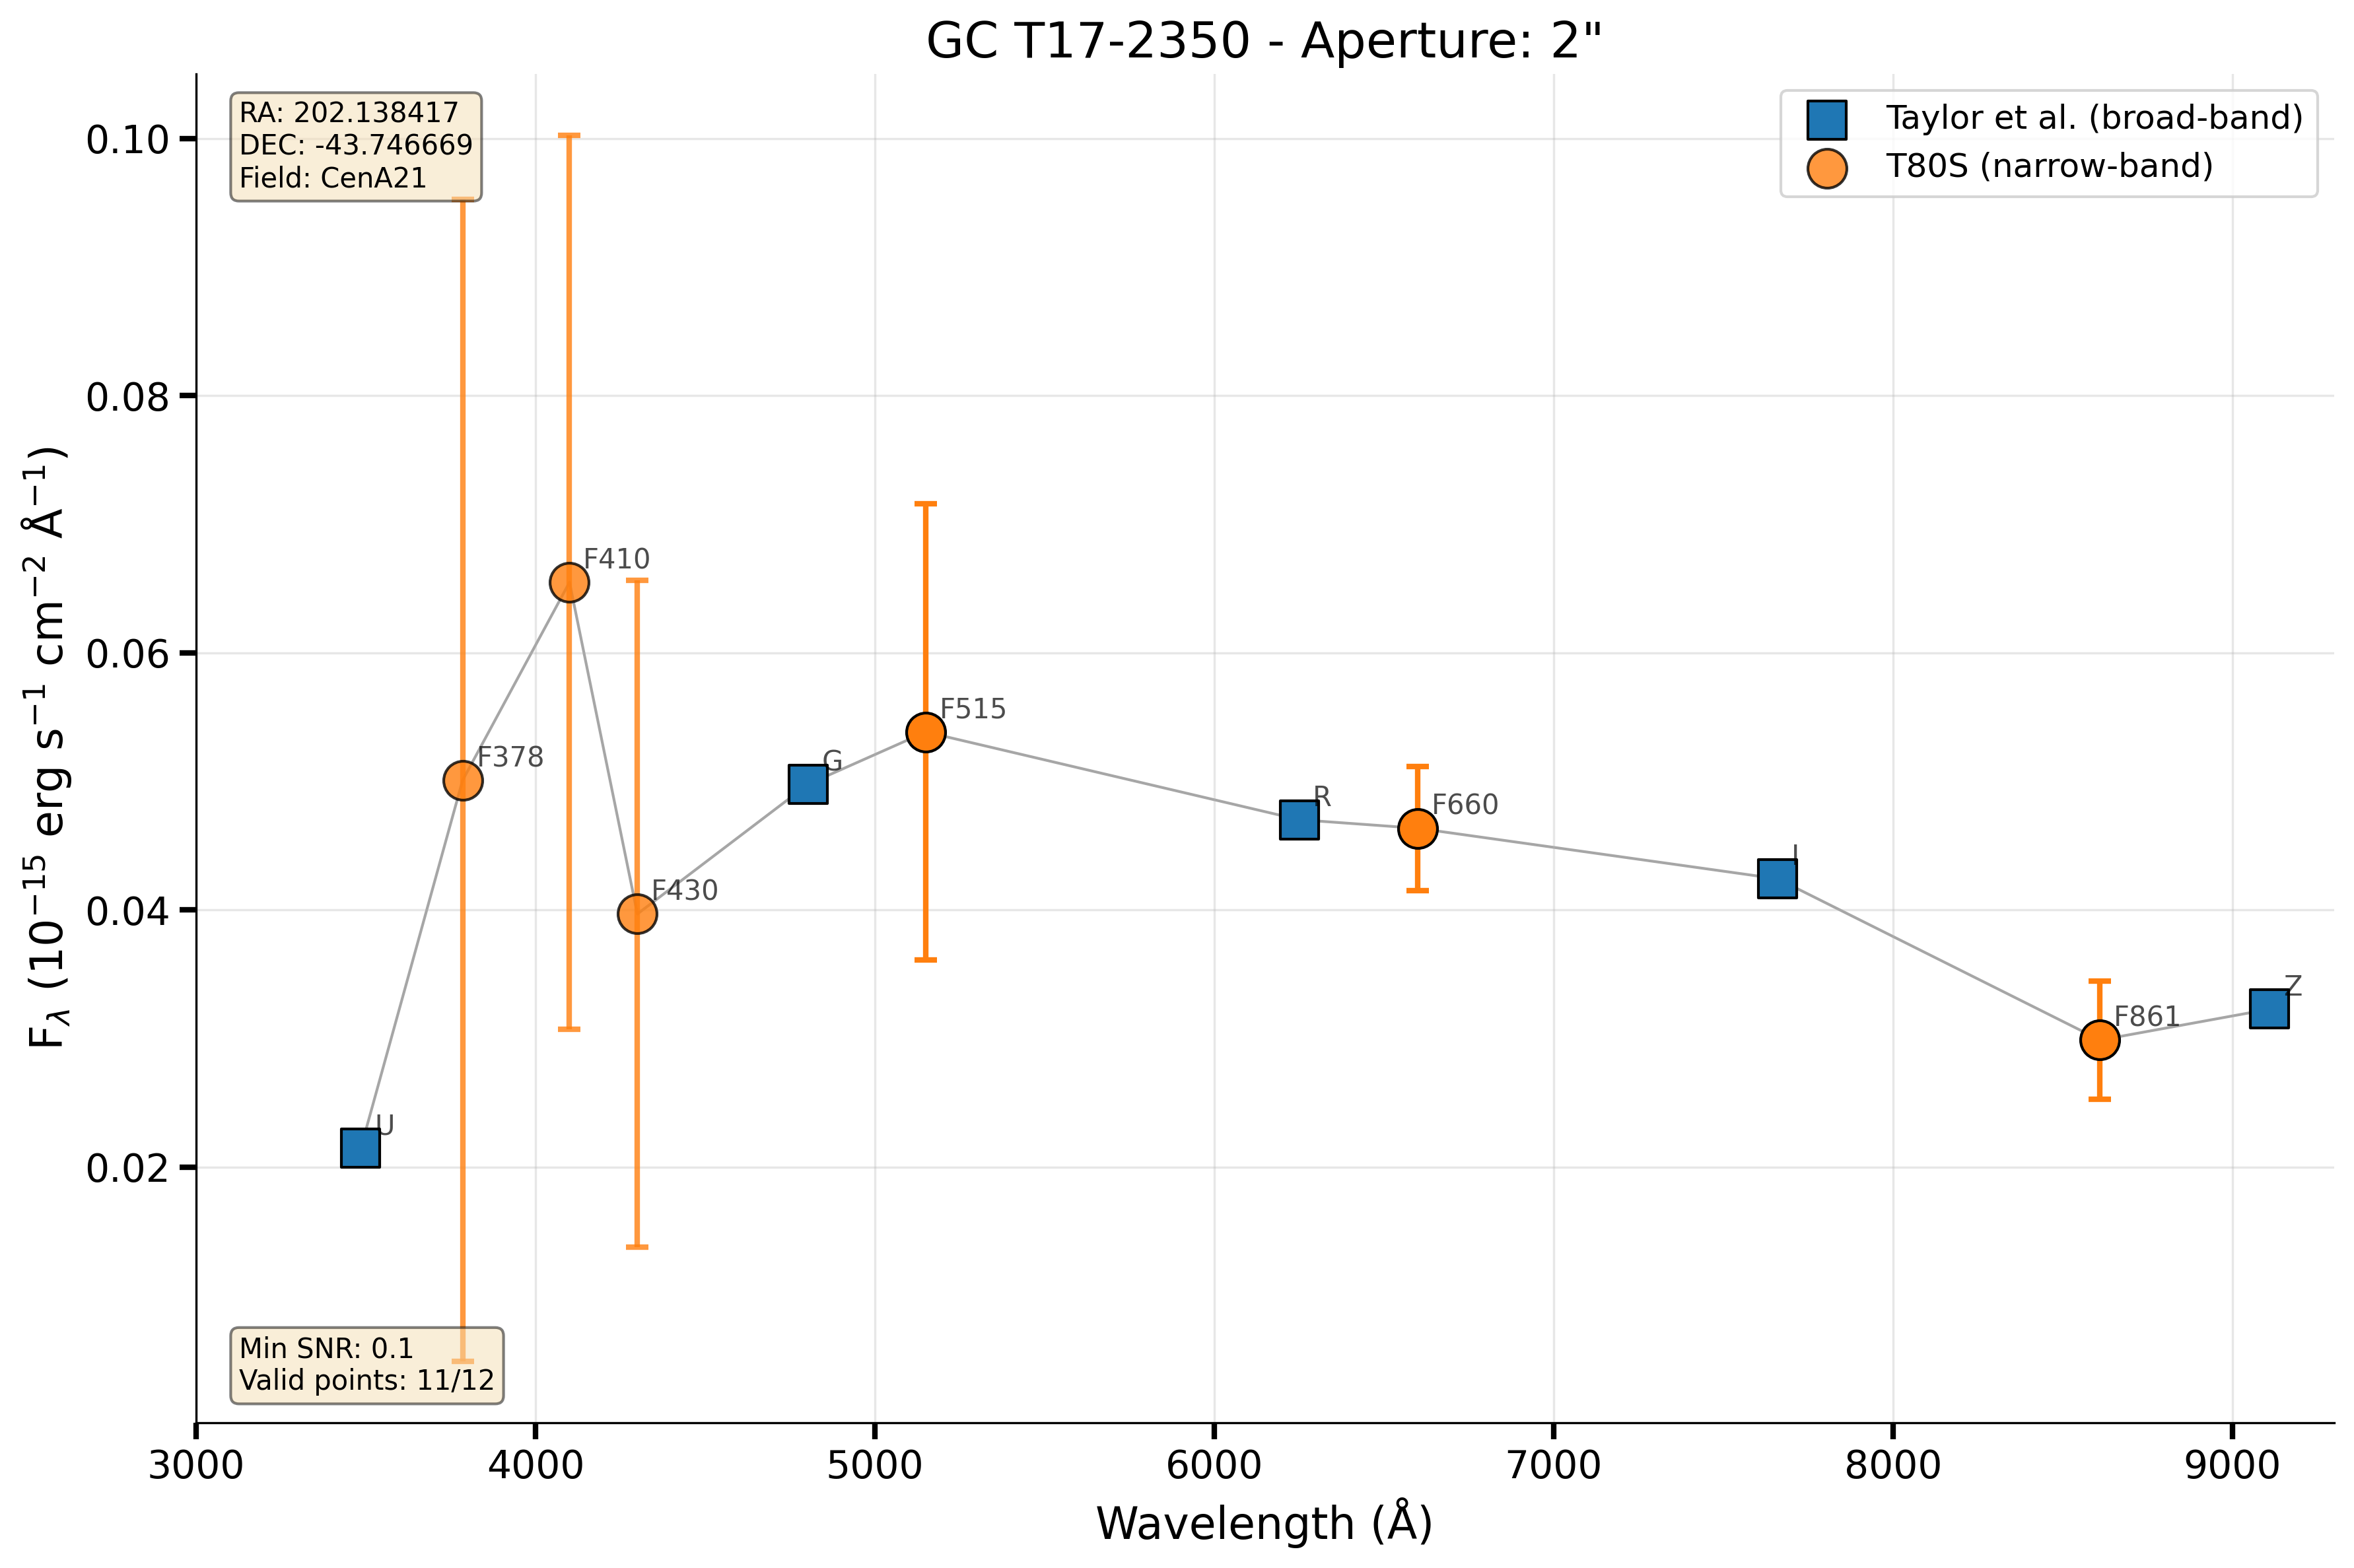 GC T17-2350 - Aperture: 2"
RA: 202.138417
DEC: -43.746669
Field: CenA21
Taylor et al. (broad-band)
T80S (narrow-band)
0.10
0.08
0.06
0.04
0.02
F_λ (10⁻¹⁵ erg s⁻¹ cm⁻² Å⁻¹)
F410
F515
F378
G
R
F660
F430
I
Z
F861
U
Min SNR: 0.1
Valid points: 11/12
3000 4000 5000 6000 7000 8000 9000
Wavelength (Å)